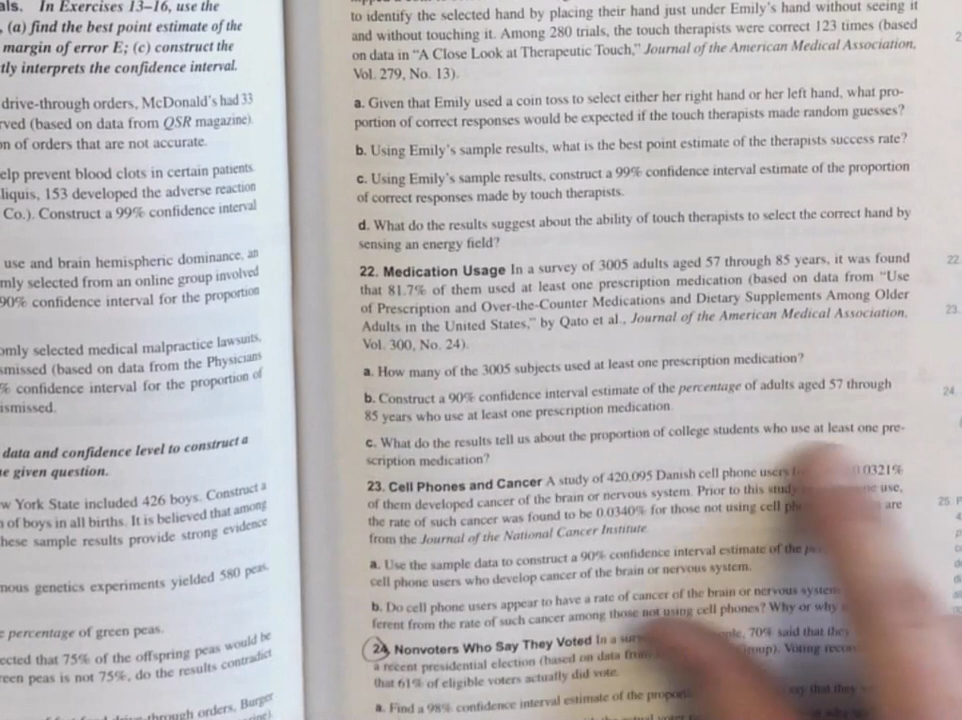 als. In Exercises 13–16, use the
, (a) find the best point estimate of the
margin of error E; (c) construct the
tly interprets the confidence interval.
drive-through orders, McDonald's had 33
rved (based on data from QSR magazine).
on of orders that are not accurate.
elp prevent blood clots in certain patients.
liquis, 153 developed the adverse reaction
Co.). Construct a 99% confidence interval
use and brain hemispheric dominance, an
mly selected from an online group involved
90% confidence interval for the proportion
omly selected medical malpractice lawsuits.
smissed (based on data from the Physicians
% confidence interval for the proportion of
ismissed.
data and confidence level to construct a
e given question.
w York State included 426 boys. Construct a
n of boys in all births. It is believed that among
hese sample results provide strong evidence
nous genetics experiments yielded 580 peas.
e percentage of green peas.
ected that 75% of the offspring peas would be
reen peas is not 75%, do the results contradict
drive-through orders, Burger
to identify the selected hand by placing their hand just under Emily's hand without seeing it
and without touching it. Among 280 trials, the touch therapists were correct 123 times (based
on data in "A Close Look at Therapeutic Touch," Journal of the American Medical Association,
Vol. 279, No. 13).
a. Given that Emily used a coin toss to select either her right hand or her left hand, what pro-
portion of correct responses would be expected if the touch therapists made random guesses?
b. Using Emily's sample results, what is the best point estimate of the therapists success rate?
c. Using Emily's sample results, construct a 99% confidence interval estimate of the proportion
of correct responses made by touch therapists.
d. What do the results suggest about the ability of touch therapists to select the correct hand by
sensing an energy field?
22. Medication Usage In a survey of 3005 adults aged 57 through 85 years, it was found
that 81.7% of them used at least one prescription medication (based on data from "Use
of Prescription and Over-the-Counter Medications and Dietary Supplements Among Older
Adults in the United States," by Qato et al., Journal of the American Medical Association,
Vol. 300, No. 24).
a. How many of the 3005 subjects used at least one prescription medication?
b. Construct a 90% confidence interval estimate of the percentage of adults aged 57 through
85 years who use at least one prescription medication.
c. What do the results tell us about the proportion of college students who use at least one pre-
scription medication?
23. Cell Phones and Cancer A study of 420,095 Danish cell phone users 0.0321%
of them developed cancer of the brain or nervous system. Prior to this study use,
the rate of such cancer was found to be 0.0340% for those not using cell are
from the Journal of the National Cancer Institute.
a. Use the sample data to construct a 90% confidence interval estimate of the
cell phone users who develop cancer of the brain or nervous system.
b. Do cell phone users appear to have a rate of cancer of the brain or nervous system
ferent from the rate of such cancer among those not using cell phones? Why or why
24. Nonvoters Who Say They Voted In a 70% said that they
a recent presidential election (based on data Group). Voting
that 61% of eligible voters actually did vote.
a. Find a 98% confidence interval estimate of the say that they
22.
23.
24.
25. P